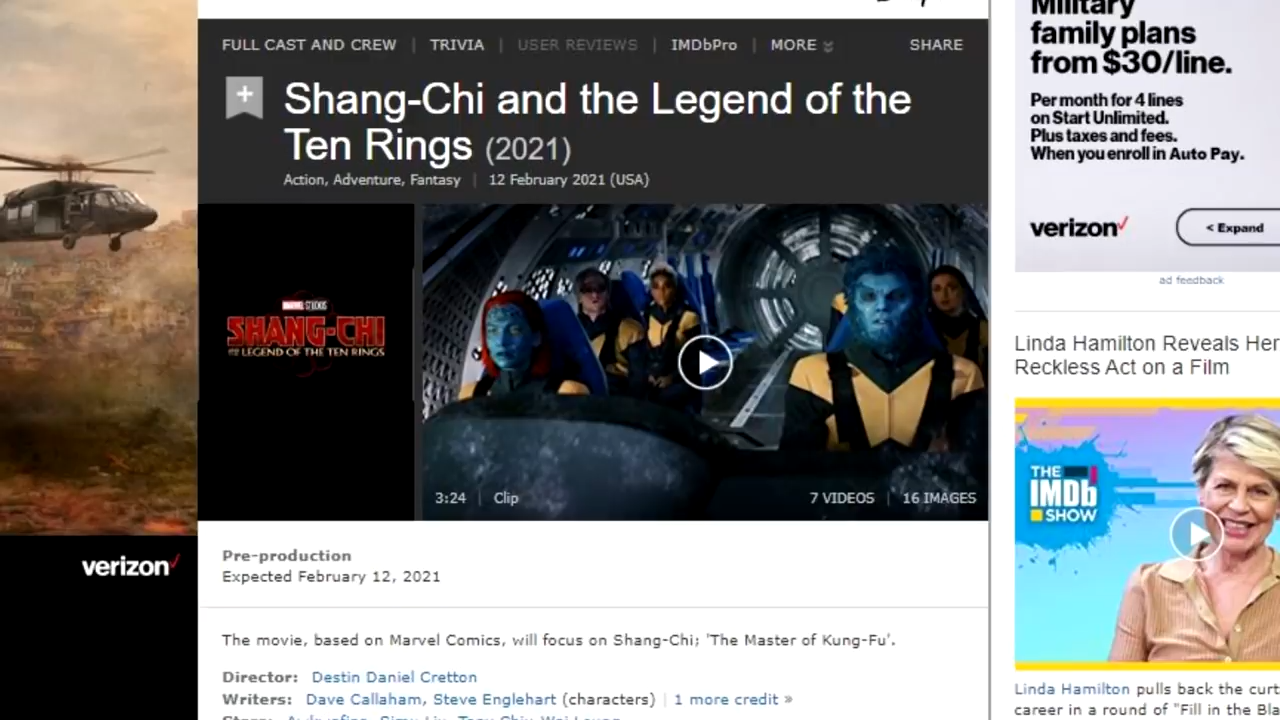 FULL CAST AND CREW | TRIVIA | USER REVIEWS | IMDbPro | MORE | SHARE
Shang-Chi and the Legend of the
Ten Rings (2021)
Action, Adventure, Fantasy | 12 February 2021 (USA)
MARVEL STUDIOS
SHANG-CHI
AND THE LEGEND OF THE TEN RINGS
3:24 | Clip
7 VIDEOS | 16 IMAGES
Pre-production
Expected February 12, 2021
The movie, based on Marvel Comics, will focus on Shang-Chi; 'The Master of Kung-Fu'.
Director: Destin Daniel Cretton
Writers: Dave Callaham, Steve Englehart (characters) | 1 more credit »
verizon
Military
family plans
from $30/line.
Per month for 4 lines
on Start Unlimited.
Plus taxes and fees.
When you enroll in Auto Pay.
verizon
< Expand
ad feedback
Linda Hamilton Reveals Her
Reckless Act on a Film
THE
IMDb
SHOW
Linda Hamilton pulls back the curt
career in a round of "Fill in the Bla